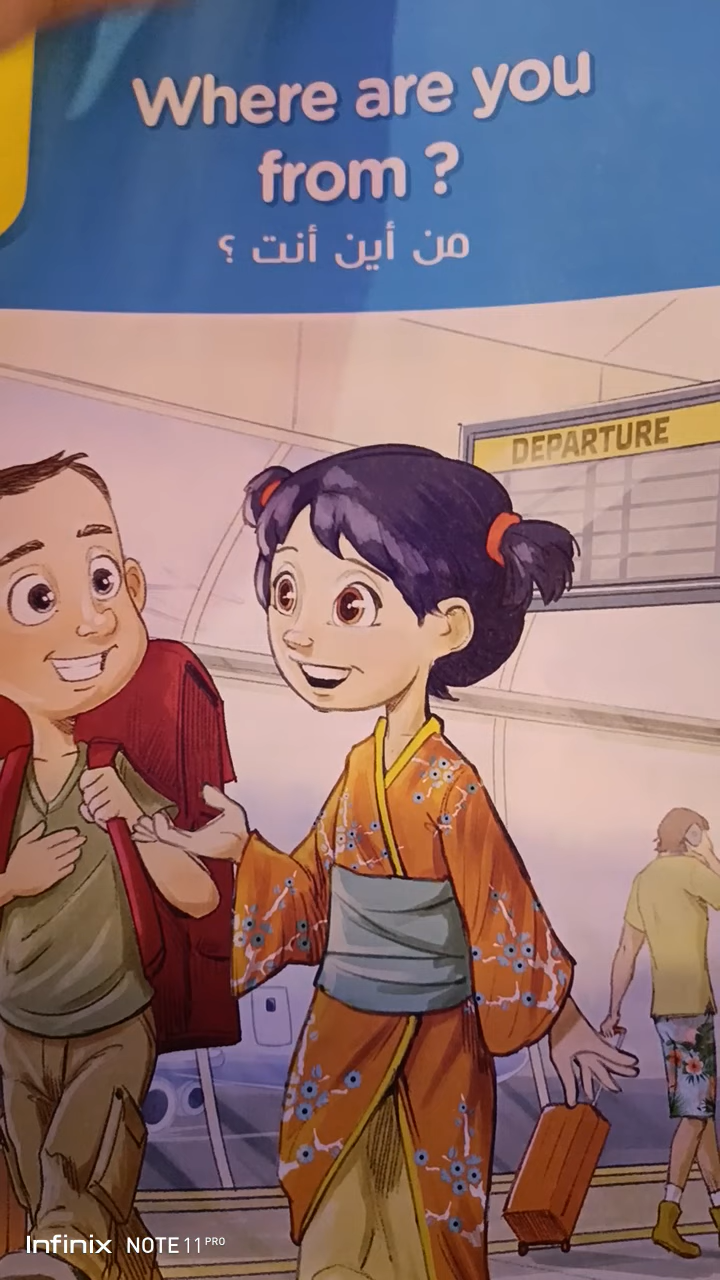 Where are you
from ?
من أين أنت ؟
DEPARTURE
Infinix NOTE 11 PRO